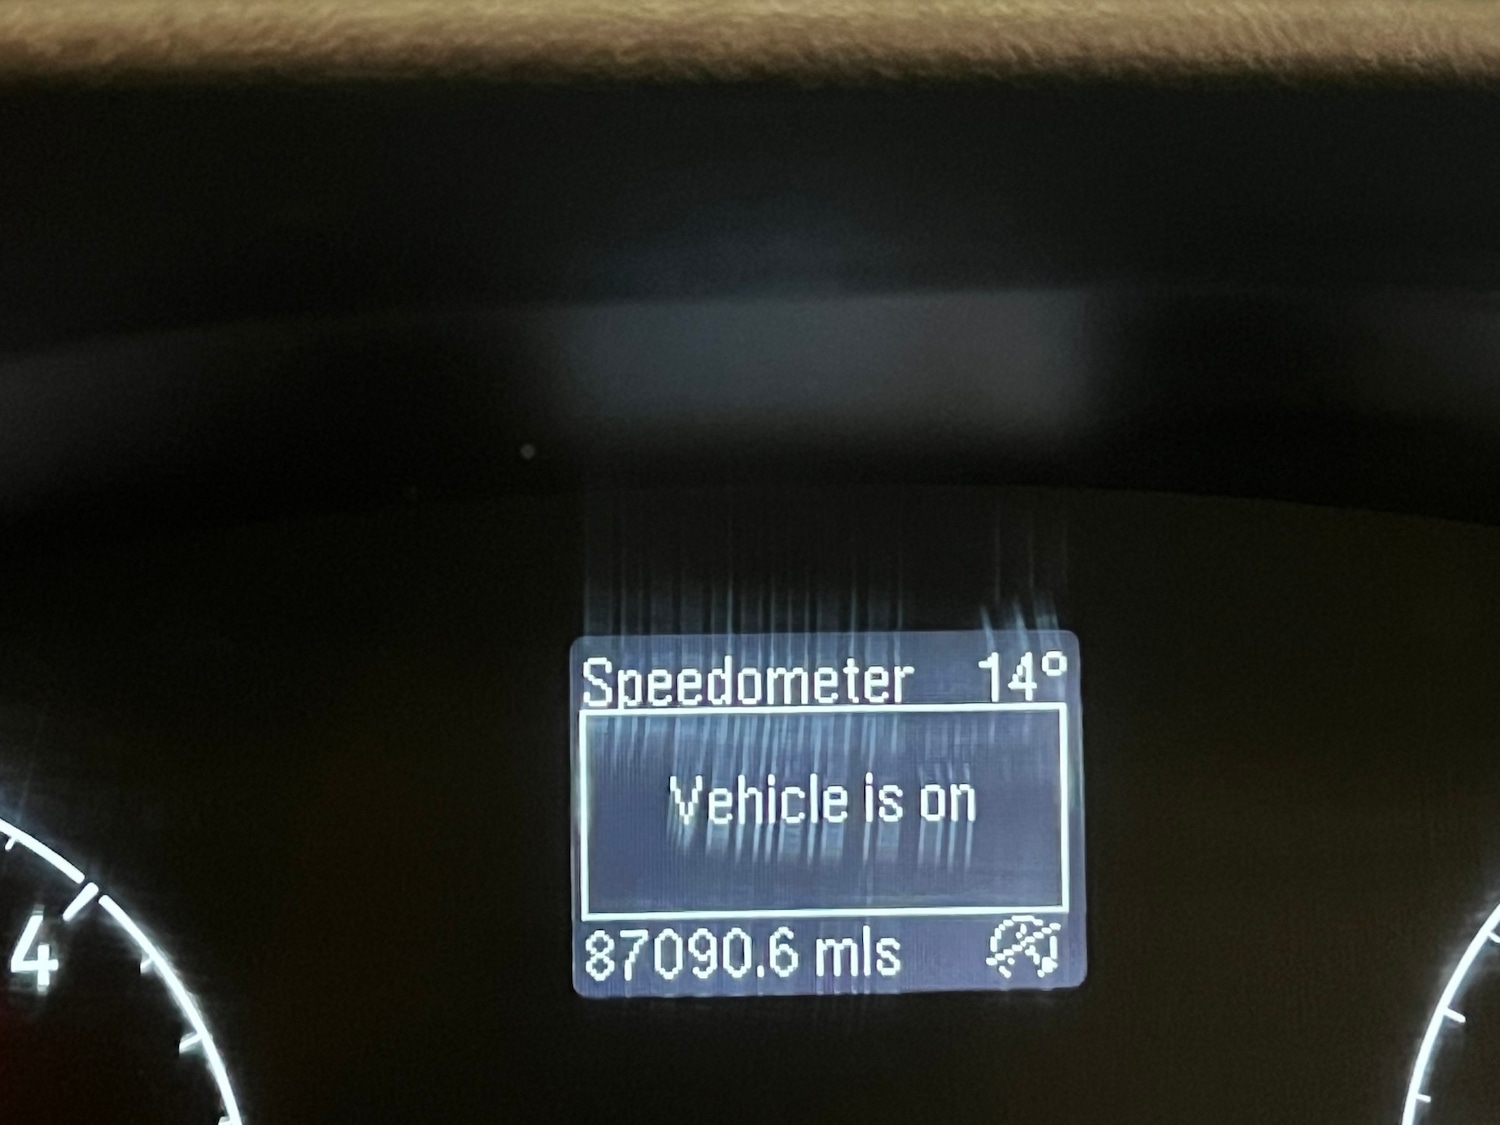 Speedometer 14°
Vehicle is on
87090.6 mls
4